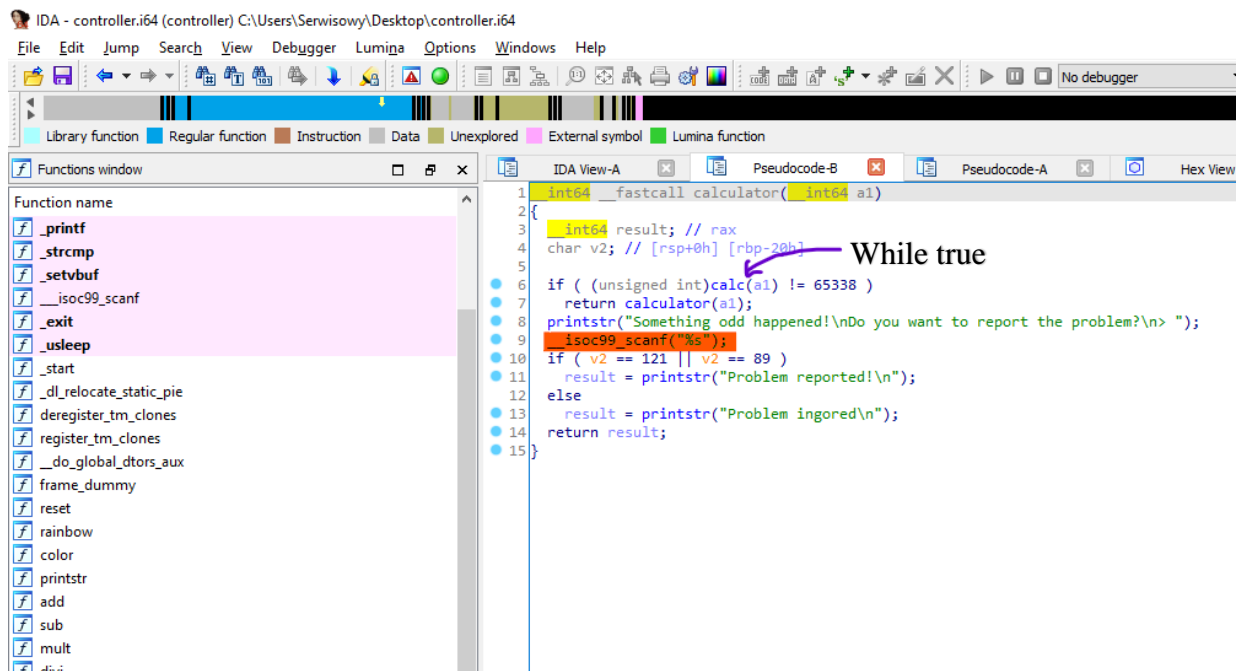 IDA - controller.i64 (controller) C:\Users\Serwisowy\Desktop\controller.i64
File Edit Jump Search View Debugger Lumina Options Windows Help
No debugger
Library function Regular function Instruction Data Unexplored External symbol Lumina function
Functions window
IDA View-A Pseudocode-B Pseudocode-A Hex View
Function name
_printf
_strcmp
_setvbuf
__isoc99_scanf
_exit
_usleep
_start
_dl_relocate_static_pie
deregister_tm_clones
register_tm_clones
__do_global_dtors_aux
frame_dummy
reset
rainbow
color
printstr
add
sub
mult
1 __int64 __fastcall calculator(__int64 a1)
2 {
3 __int64 result; // rax
4 char v2; // [rsp+0h] [rbp-20h]
While true
5
6 if ( (unsigned int)calc(a1) != 65338 )
7 return calculator(a1);
8 printstr("Something odd happened!\nDo you want to report the problem?\n> ");
9 __isoc99_scanf("%s");
10 if ( v2 == 121 || v2 == 89 )
11 result = printstr("Problem reported!\n");
12 else
13 result = printstr("Problem ingored\n");
14 return result;
15 }